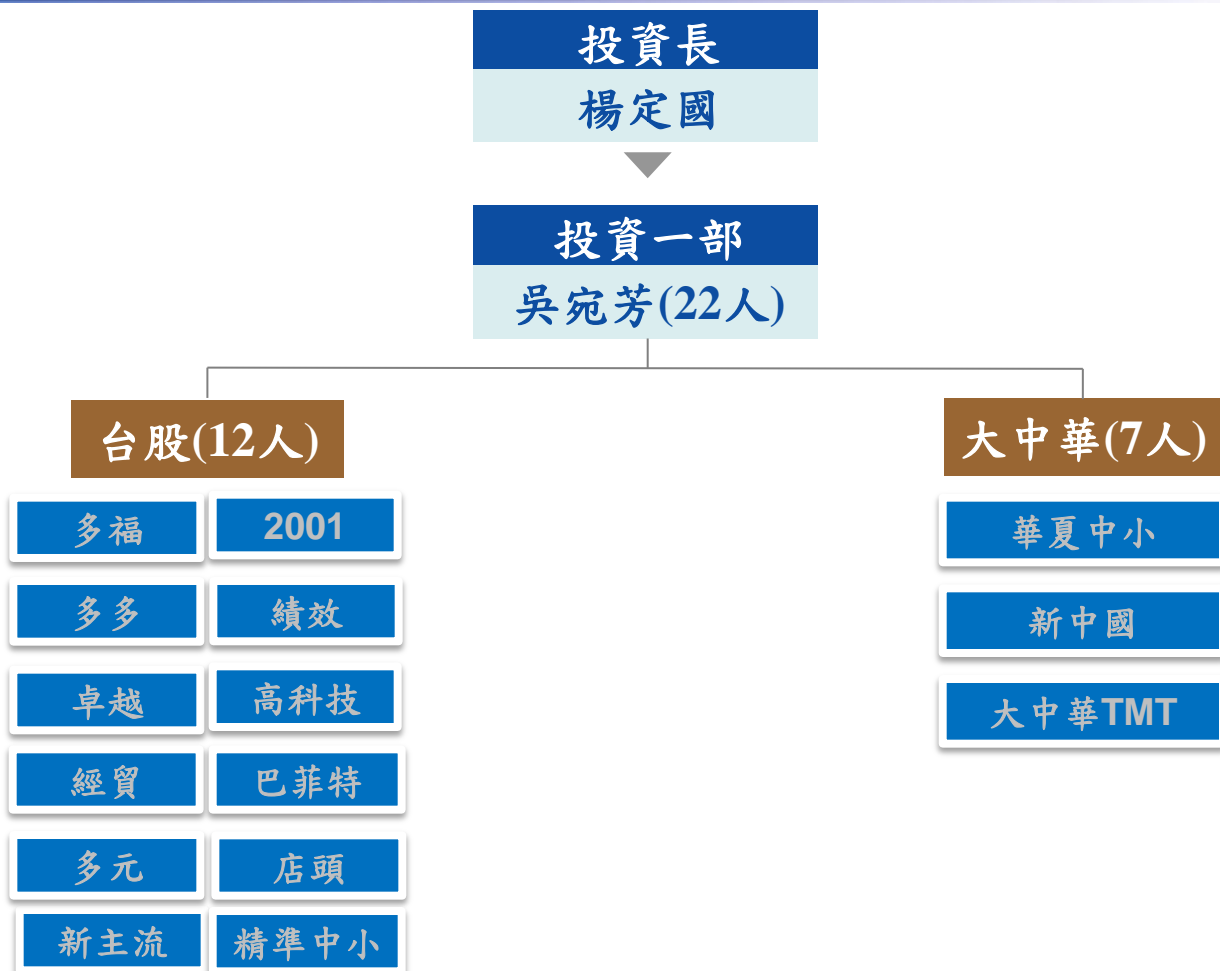 投資長
楊定國
投資一部
吳宛芳(22人)
台股(12人)
大中華(7人)
多福
2001
多多
績效
卓越
高科技
經貿
巴菲特
多元
店頭
新主流
精準中小
華夏中小
新中國
大中華TMT